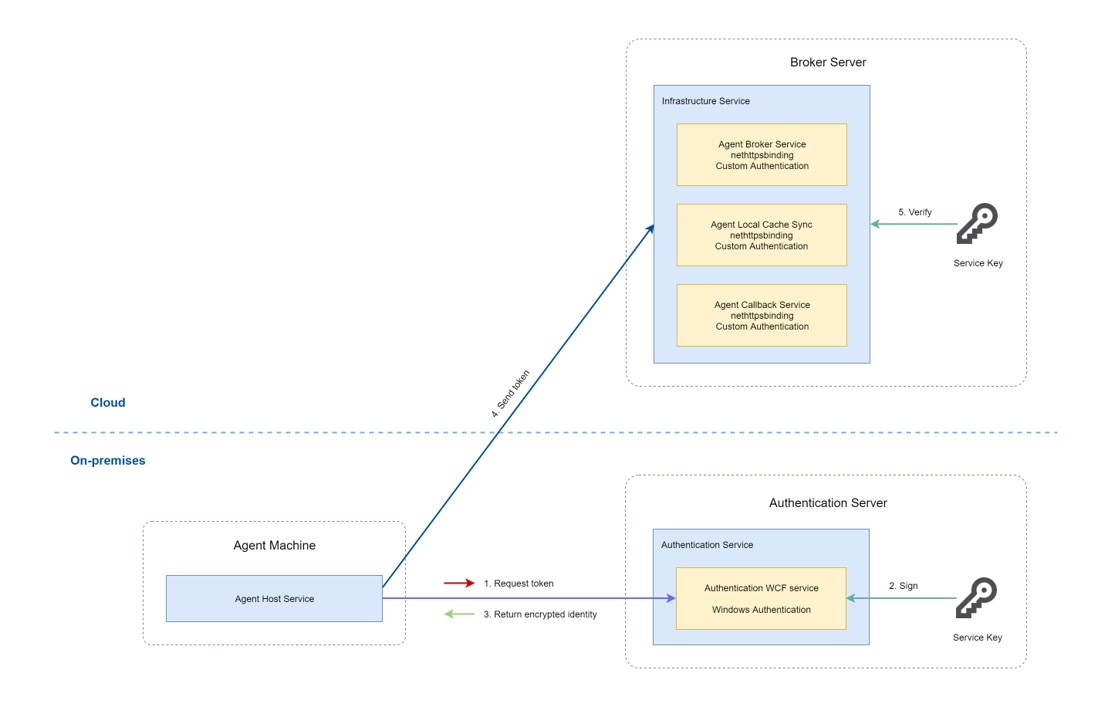 Broker Server
Infrastructure Service
Agent Broker Service
nethttpsbinding
Custom Authentication
Agent Local Cache Sync
nethttpsbinding
Custom Authentication
Agent Callback Service
nethttpsbinding
Custom Authentication
5. Verify
Service Key
4. Send token
Cloud
On-premises
Agent Machine
Agent Host Service
1. Request token
3. Return encrypted identity
Authentication Server
Authentication Service
Authentication WCF service
Windows Authentication
2. Sign
Service Key